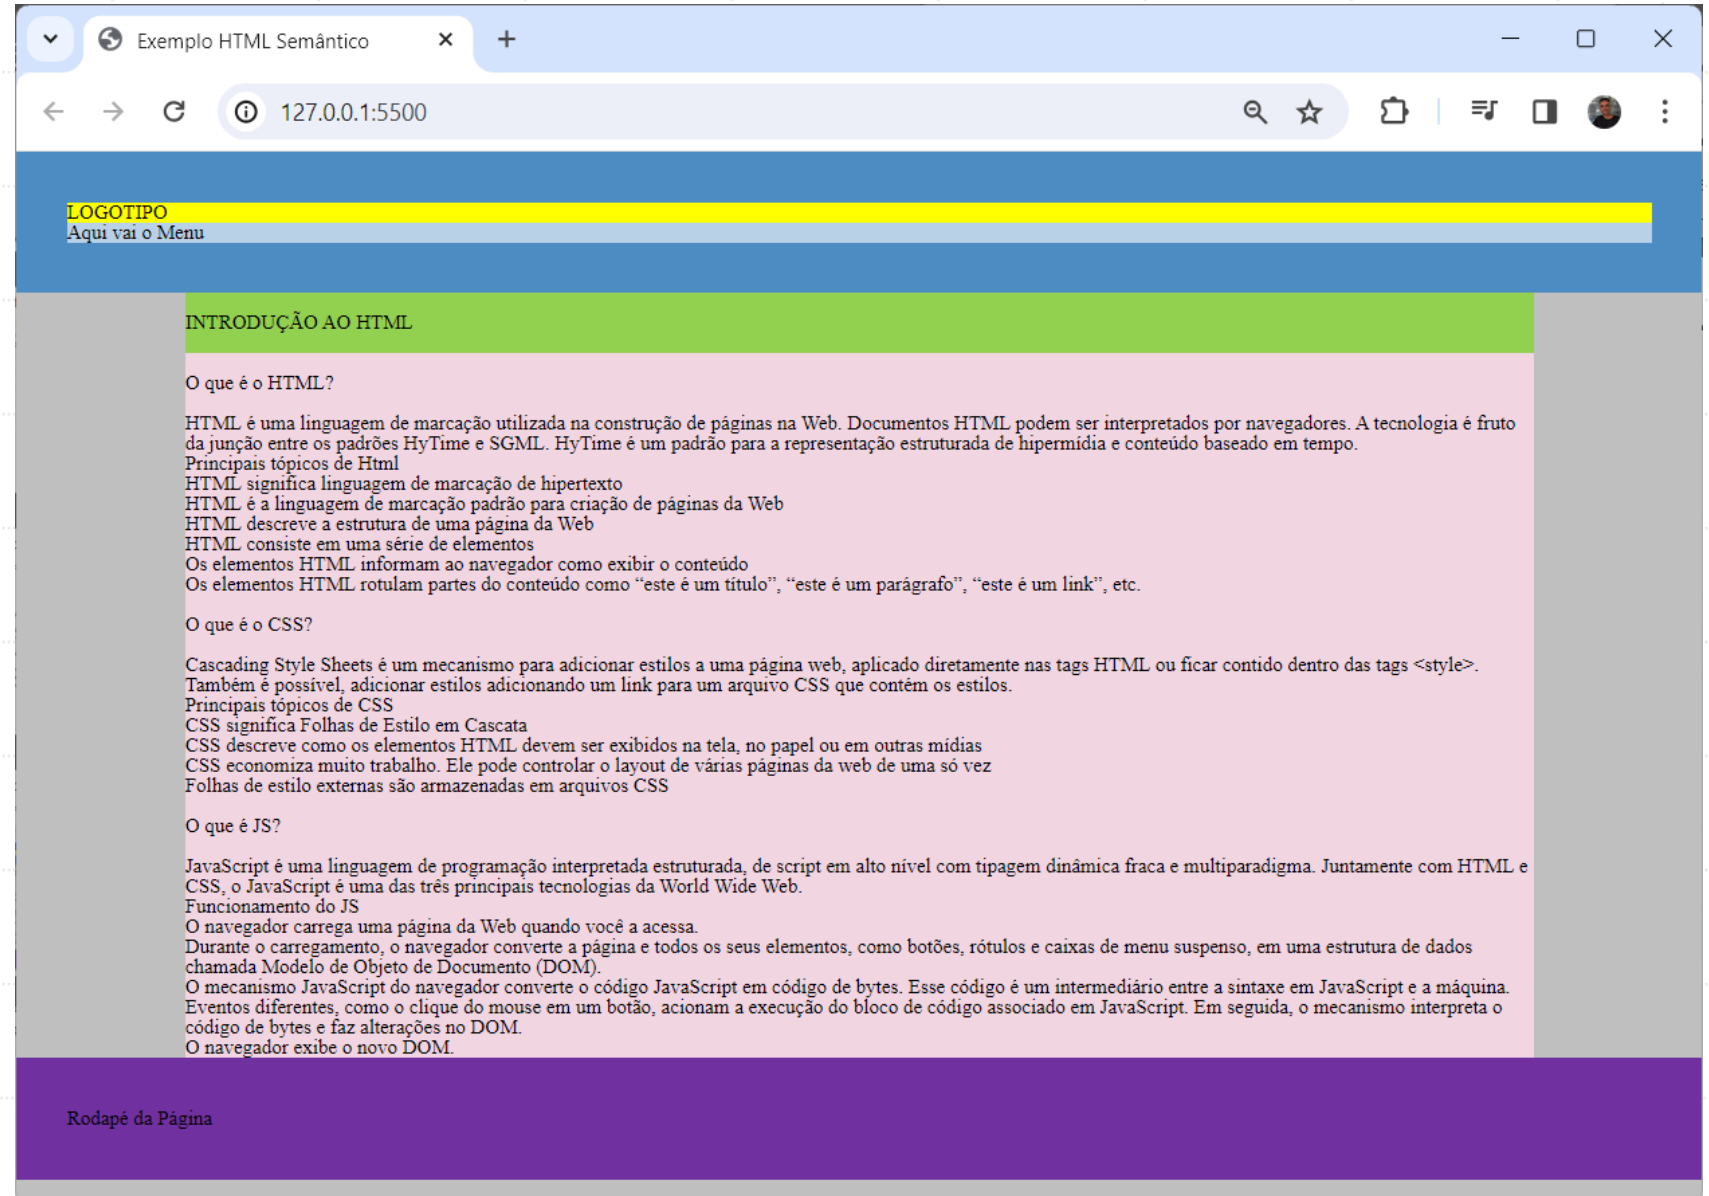 Exemplo HTML Semântico
127.0.0.1:5500
LOGOTIPO
Aqui vai o Menu
INTRODUÇÃO AO HTML
O que é o HTML?
HTML é uma linguagem de marcação utilizada na construção de páginas na Web. Documentos HTML podem ser interpretados por navegadores. A tecnologia é fruto
da junção entre os padrões HyTime e SGML. HyTime é um padrão para a representação estruturada de hipermídia e conteúdo baseado em tempo.
Principais tópicos de Html
HTML significa linguagem de marcação de hipertexto
HTML é a linguagem de marcação padrão para criação de páginas da Web
HTML descreve a estrutura de uma página da Web
HTML consiste em uma série de elementos
Os elementos HTML informam ao navegador como exibir o conteúdo
Os elementos HTML rotulam partes do conteúdo como “este é um título”, “este é um parágrafo”, “este é um link”, etc.
O que é o CSS?
Cascading Style Sheets é um mecanismo para adicionar estilos a uma página web, aplicado diretamente nas tags HTML ou ficar contido dentro das tags <style>.
Também é possível, adicionar estilos adicionando um link para um arquivo CSS que contém os estilos.
Principais tópicos de CSS
CSS significa Folhas de Estilo em Cascata
CSS descreve como os elementos HTML devem ser exibidos na tela, no papel ou em outras mídias
CSS economiza muito trabalho. Ele pode controlar o layout de várias páginas da web de uma só vez
Folhas de estilo externas são armazenadas em arquivos CSS
O que é JS?
JavaScript é uma linguagem de programação interpretada estruturada, de script em alto nível com tipagem dinâmica fraca e multiparadigma. Juntamente com HTML e
CSS, o JavaScript é uma das três principais tecnologias da World Wide Web.
Funcionamento do JS
O navegador carrega uma página da Web quando você a acessa.
Durante o carregamento, o navegador converte a página e todos os seus elementos, como botões, rótulos e caixas de menu suspenso, em uma estrutura de dados
chamada Modelo de Objeto de Documento (DOM).
O mecanismo JavaScript do navegador converte o código JavaScript em código de bytes. Esse código é um intermediário entre a sintaxe em JavaScript e a máquina.
Eventos diferentes, como o clique do mouse em um botão, acionam a execução do bloco de código associado em JavaScript. Em seguida, o mecanismo interpreta o
código de bytes e faz alterações no DOM.
O navegador exibe o novo DOM.
Rodapé da Página